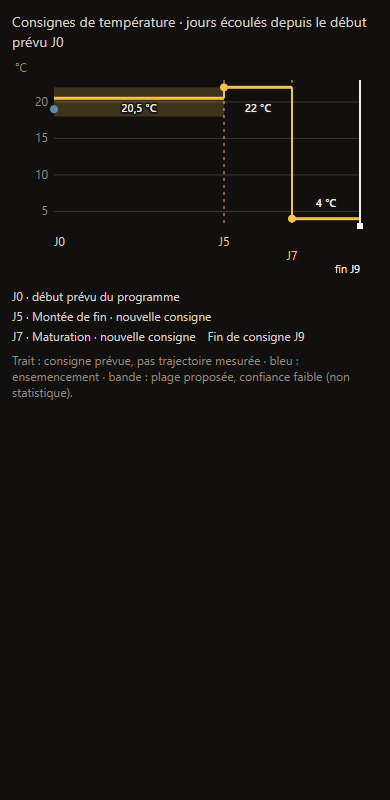 Consignes de température · jours écoulés depuis le début
prévu J0
°C
20
20,5 °C
22 °C
15
10
4 °C
5
J0
J5
J7
fin J9
J0 · début prévu du programme
J5 · Montée de fin · nouvelle consigne
J7 · Maturation · nouvelle consigne Fin de consigne J9
Trait : consigne prévue, pas trajectoire mesurée · bleu :
ensemencement · bande : plage proposée, confiance faible (non
statistique).